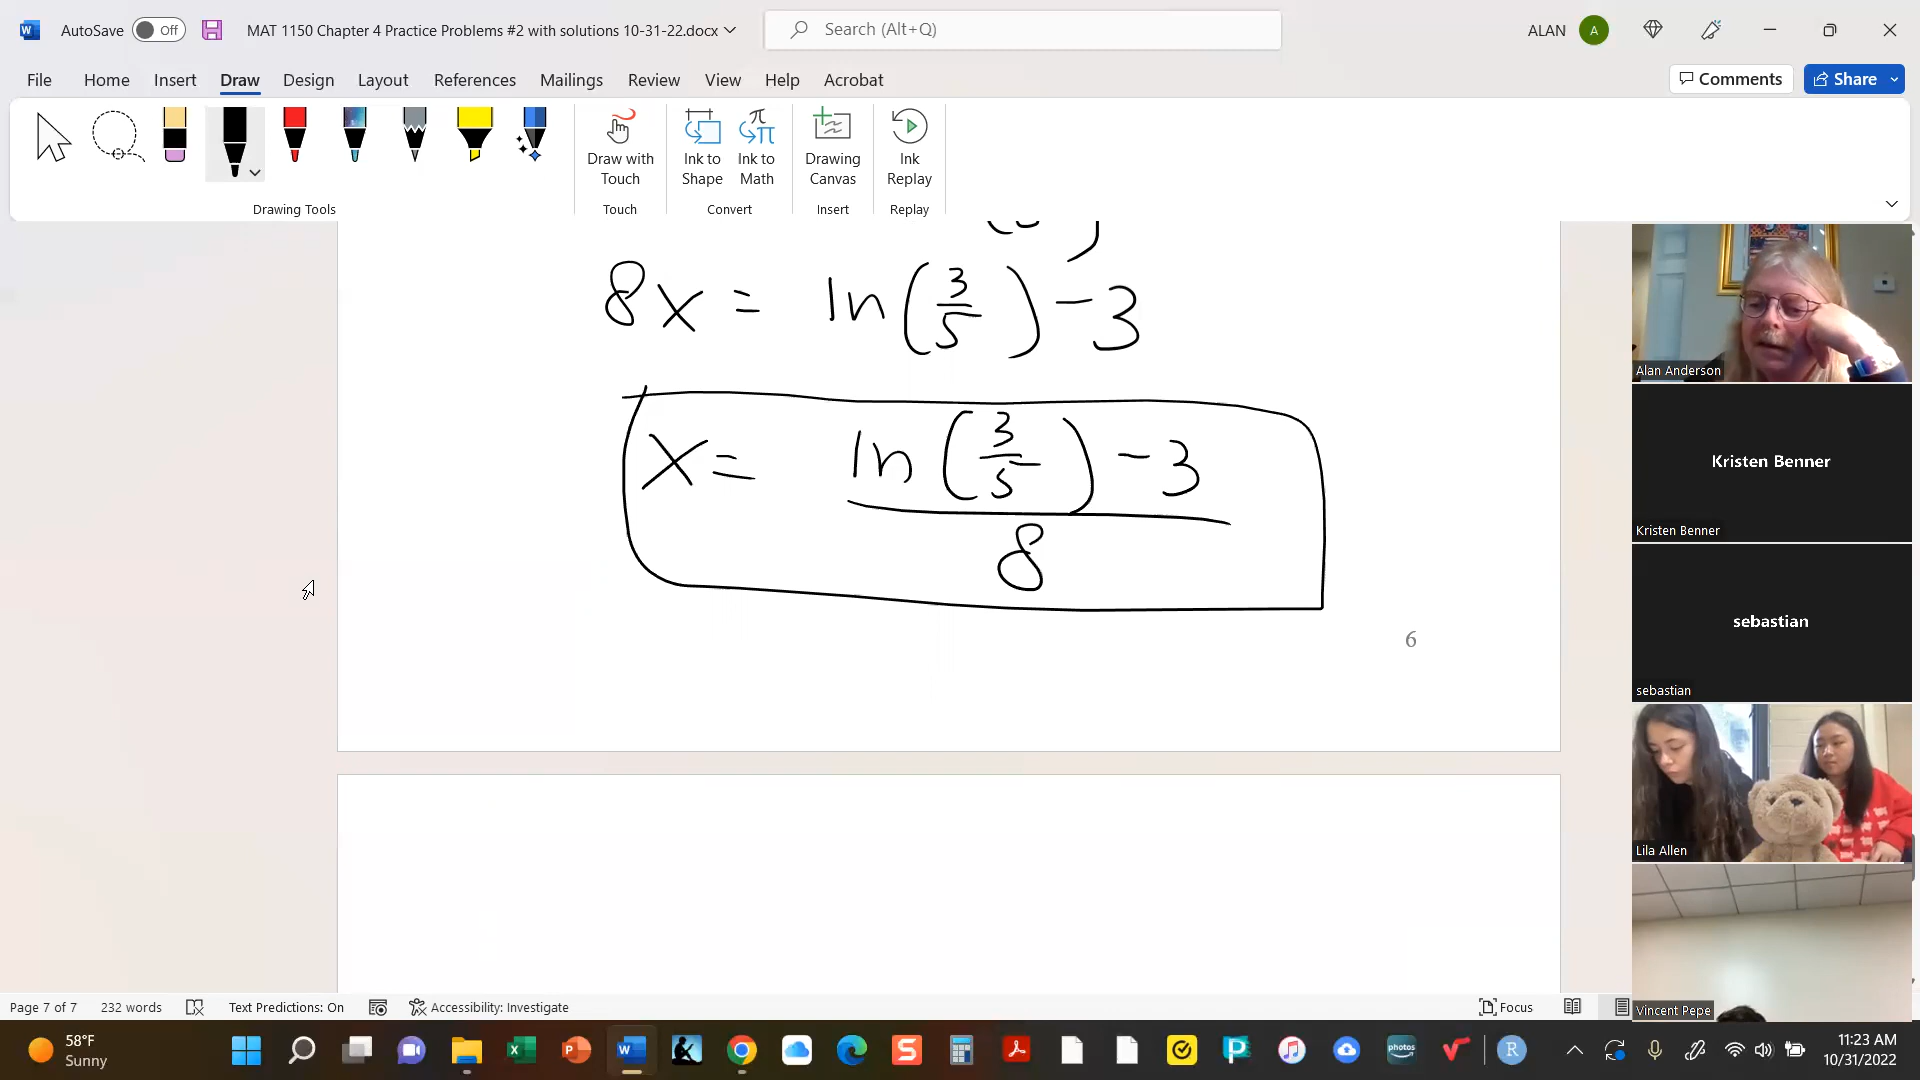 AutoSave Off MAT 1150 Chapter 4 Practice Problems #2 with solutions 10-31-22.docx Search (Alt+Q) ALAN A
File Home Insert Draw Design Layout References Mailings Review View Help Acrobat Comments Share
Draw with Touch
Ink to Shape
Ink to Math
Drawing Canvas
Ink Replay
Drawing Tools Touch Convert Insert Replay
8x = ln(3/5) - 3
x = (ln(3/5) - 3)/8
6
Alan Anderson
Kristen Benner
Kristen Benner
sebastian
sebastian
Lila Allen
Vincent Pepe
Page 7 of 7 232 words Text Predictions: On Accessibility: Investigate Focus
58°F
Sunny
photos
R
11:23 AM
10/31/2022